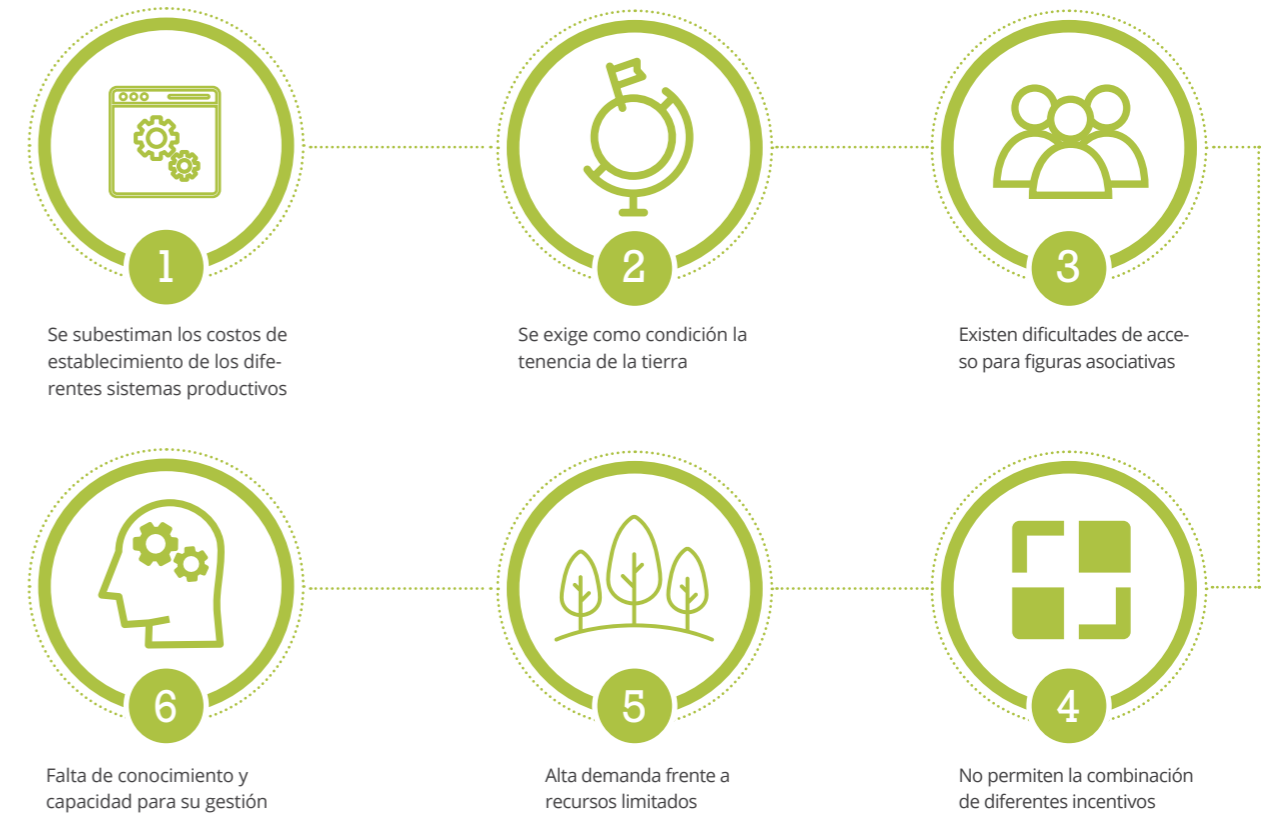 1
Se subestiman los costos de
establecimiento de los dife-
rentes sistemas productivos
2
Se exige como condición la
tenencia de la tierra
3
Existen dificultades de acce-
so para figuras asociativas
4
No permiten la combinación
de diferentes incentivos
5
Alta demanda frente a
recursos limitados
6
Falta de conocimiento y
capacidad para su gestión